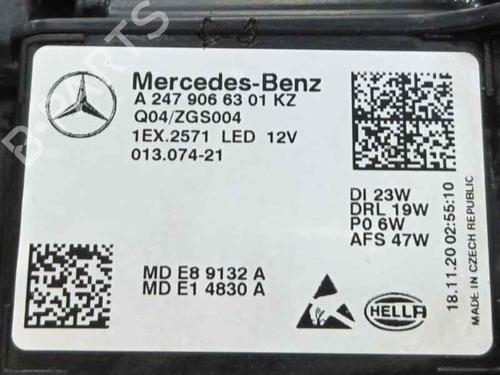 Mercedes-Benz
A 247 906 63 01 KZ
Q04/ZGS004
1EX.2571 LED 12V
013.074-21
DI 23W
DRL 19W
P0 6W
AFS 47W
MD E8 9132 A
MD E1 4830 A
HELLA
18.11.20 02:55:10
MADE IN CZECH REPUBLIC
B-PARTS